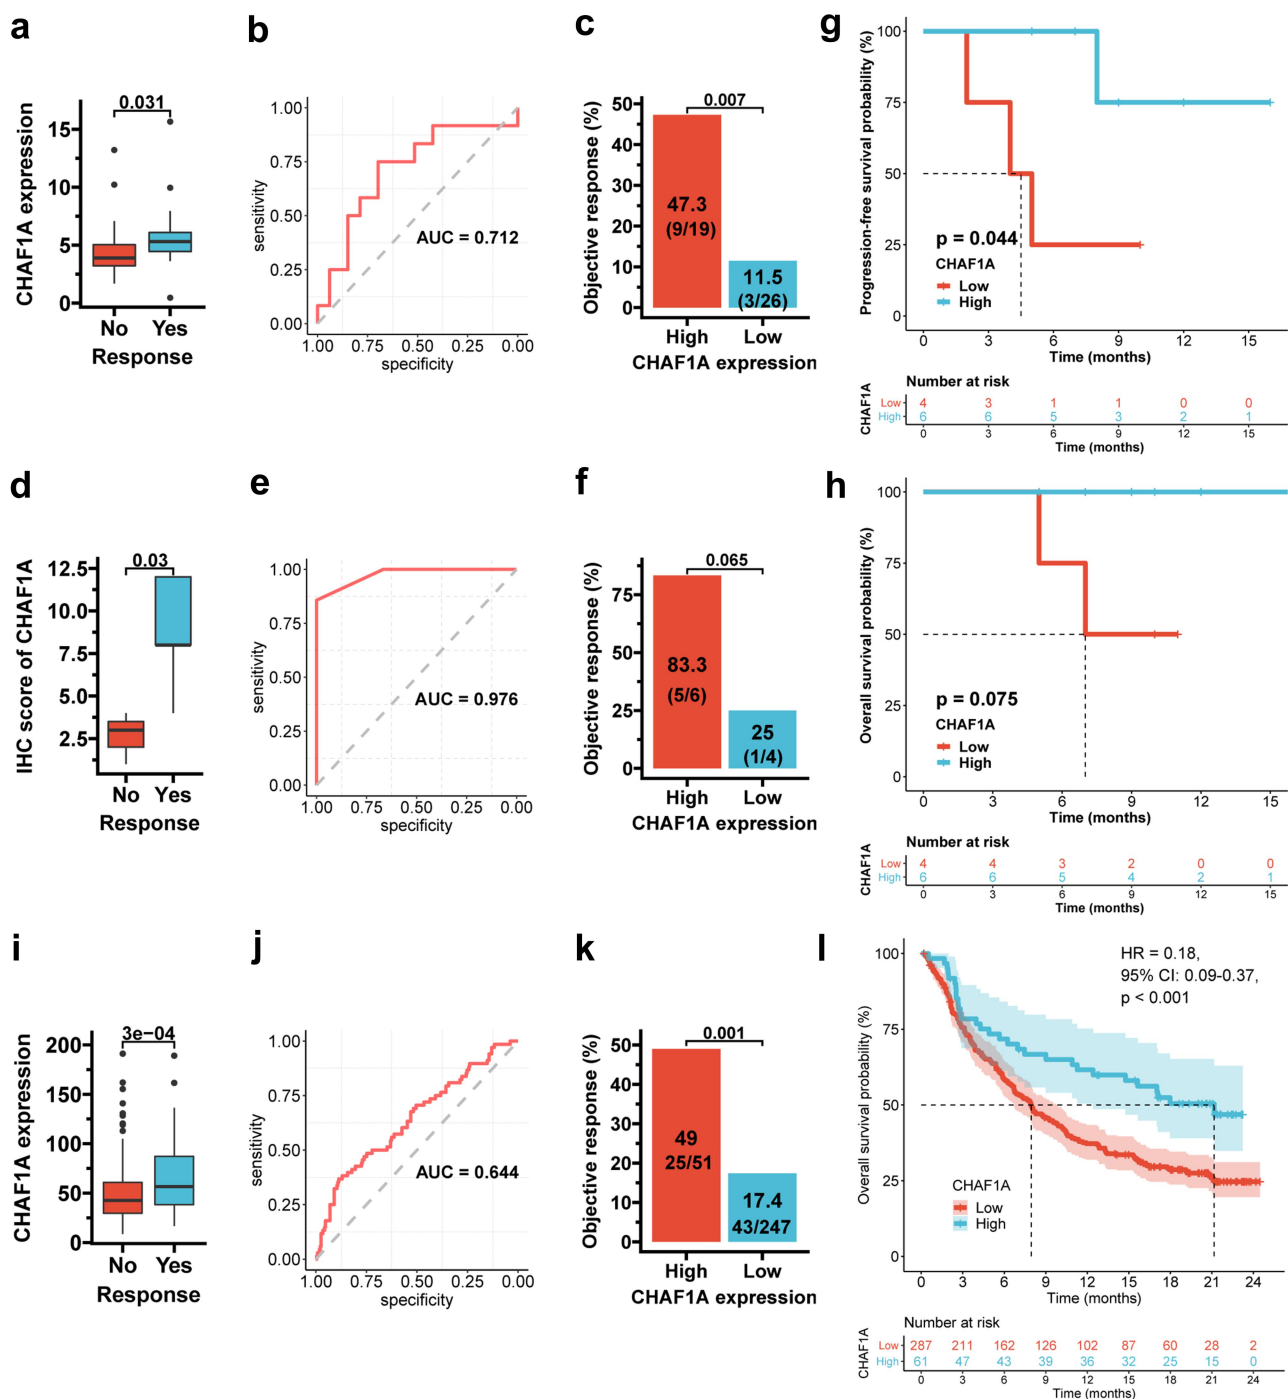 a
CHAF1A expression
15
10
5
0
0.031
No Yes
Response
b
sensitivity
1.00
0.75
0.50
0.25
0.00
AUC = 0.712
1.00 0.75 0.50 0.25 0.00
specificity
c
Objective response (%)
50
40
30
20
10
0
0.007
47.3
(9/19)
11.5
(3/26)
High Low
CHAF1A expression
g
Progression-free survival probability (%)
100
75
50
25
0
p = 0.044
CHAF1A
Low
High
0 3 6 9 12 15
Time (months)
Number at risk
CHAF1A
Low 4 3 1 1 0 0
High 6 6 5 3 2 1
0 3 6 9 12 15
Time (months)
d
IHC score of CHAF1A
12.5
10.0
7.5
5.0
2.5
0.03
No Yes
Response
e
sensitivity
1.00
0.75
0.50
0.25
0.00
AUC = 0.976
1.00 0.75 0.50 0.25 0.00
specificity
f
Objective response (%)
75
50
25
0
0.065
83.3
(5/6)
25
(1/4)
High Low
CHAF1A expression
h
Overall survival probability (%)
100
75
50
25
0
p = 0.075
CHAF1A
Low
High
0 3 6 9 12 15
Time (months)
Number at risk
CHAF1A
Low 4 4 3 2 0 0
High 6 6 5 4 2 1
0 3 6 9 12 15
Time (months)
i
CHAF1A expression
200
150
100
50
0
3e−04
No Yes
Response
j
sensitivity
1.00
0.75
0.50
0.25
0.00
AUC = 0.644
1.00 0.75 0.50 0.25 0.00
specificity
k
Objective response (%)
50
40
30
20
10
0
0.001
49
25/51
17.4
43/247
High Low
CHAF1A expression
l
Overall survival probability (%)
100
75
50
25
0
HR = 0.18,
95% CI: 0.09-0.37,
p < 0.001
CHAF1A
Low
High
0 3 6 9 12 15 18 21 24
Time (months)
Number at risk
CHAF1A
Low 287 211 162 126 102 87 60 28 2
High 61 47 43 39 36 32 25 15 0
0 3 6 9 12 15 18 21 24
Time (months)